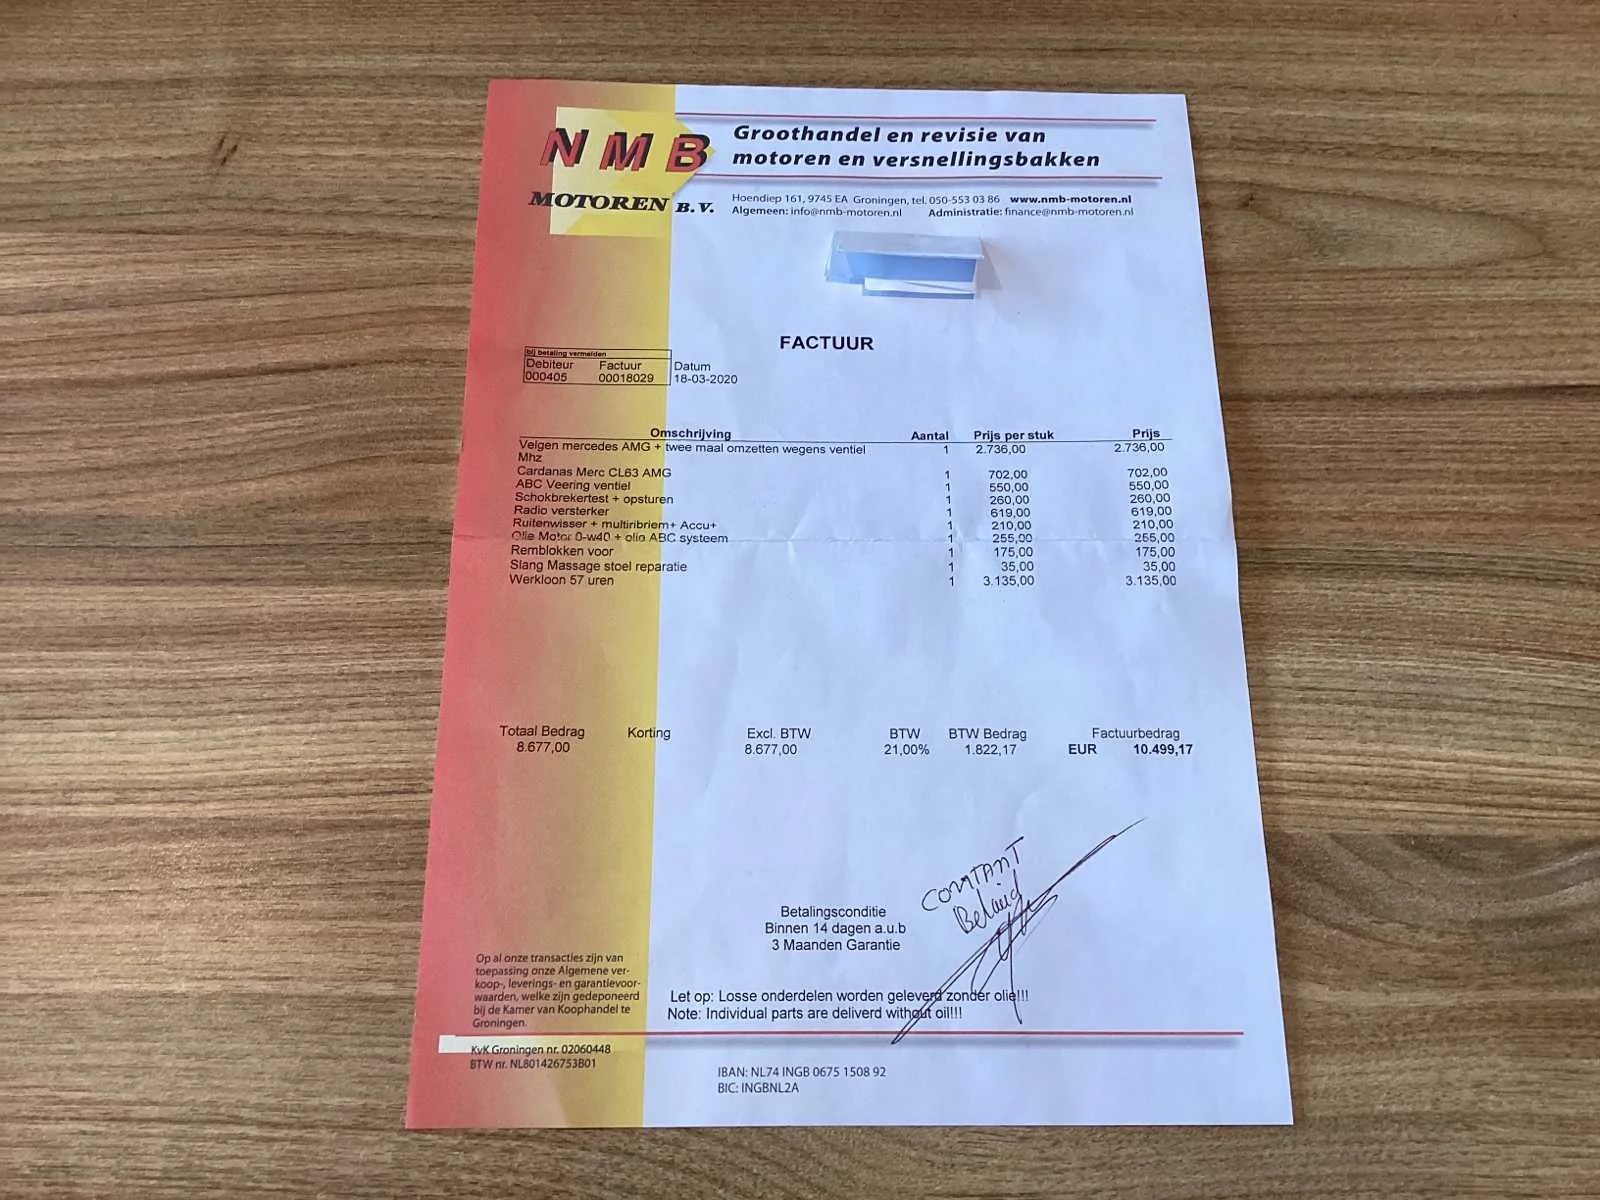 NMB
MOTOREN B.V.
Groothandel en revisie van
motoren en versnellingsbakken
Hoendiep 161, 9745 EA Groningen, tel. 050-553 03 86 www.nmb-motoren.nl
Algemeen: info@nmb-motoren.nl Administratie: finance@nmb-motoren.nl
FACTUUR
bij betaling vermelden
Debiteur Factuur Datum
000405 00018029 18-03-2020
Omschrijving Aantal Prijs per stuk Prijs
Velgen mercedes AMG + twee maal omzetten wegens ventiel 1 2.736,00 2.736,00
Mhz
Cardanas Merc CL63 AMG 1 702,00 702,00
ABC Veering ventiel 1 550,00 550,00
Schokbrekertest + opsturen 1 260,00 260,00
Radio versterker 1 619,00 619,00
Ruitenwisser + multiribriem+ Accu+ 1 210,00 210,00
Olie Motor 0-w40 + olio ABC systeem 1 255,00 255,00
Remblokken voor 1 175,00 175,00
Slang Massage stoel reparatie 1 35,00 35,00
Werkloon 57 uren 1 3.135,00 3.135,00
Totaal Bedrag Korting Excl. BTW BTW BTW Bedrag Factuurbedrag
8.677,00 8.677,00 21,00% 1.822,17 EUR 10.499,17
CONTANT
Betaald
Betalingsconditie
Binnen 14 dagen a.u.b
3 Maanden Garantie
Op al onze transacties zijn van
toepassing onze Algemene ver-
koop-, leverings- en garantievoor-
waarden, welke zijn gedeponeerd
bij de Kamer van Koophandel te
Groningen.
Let op: Losse onderdelen worden geleverd zonder olie!!!
Note: Individual parts are deliverd without oil!!!
KvK Groningen nr. 02060448
BTW nr. NL801426753B01
IBAN: NL74 INGB 0675 1508 92
BIC: INGBNL2A